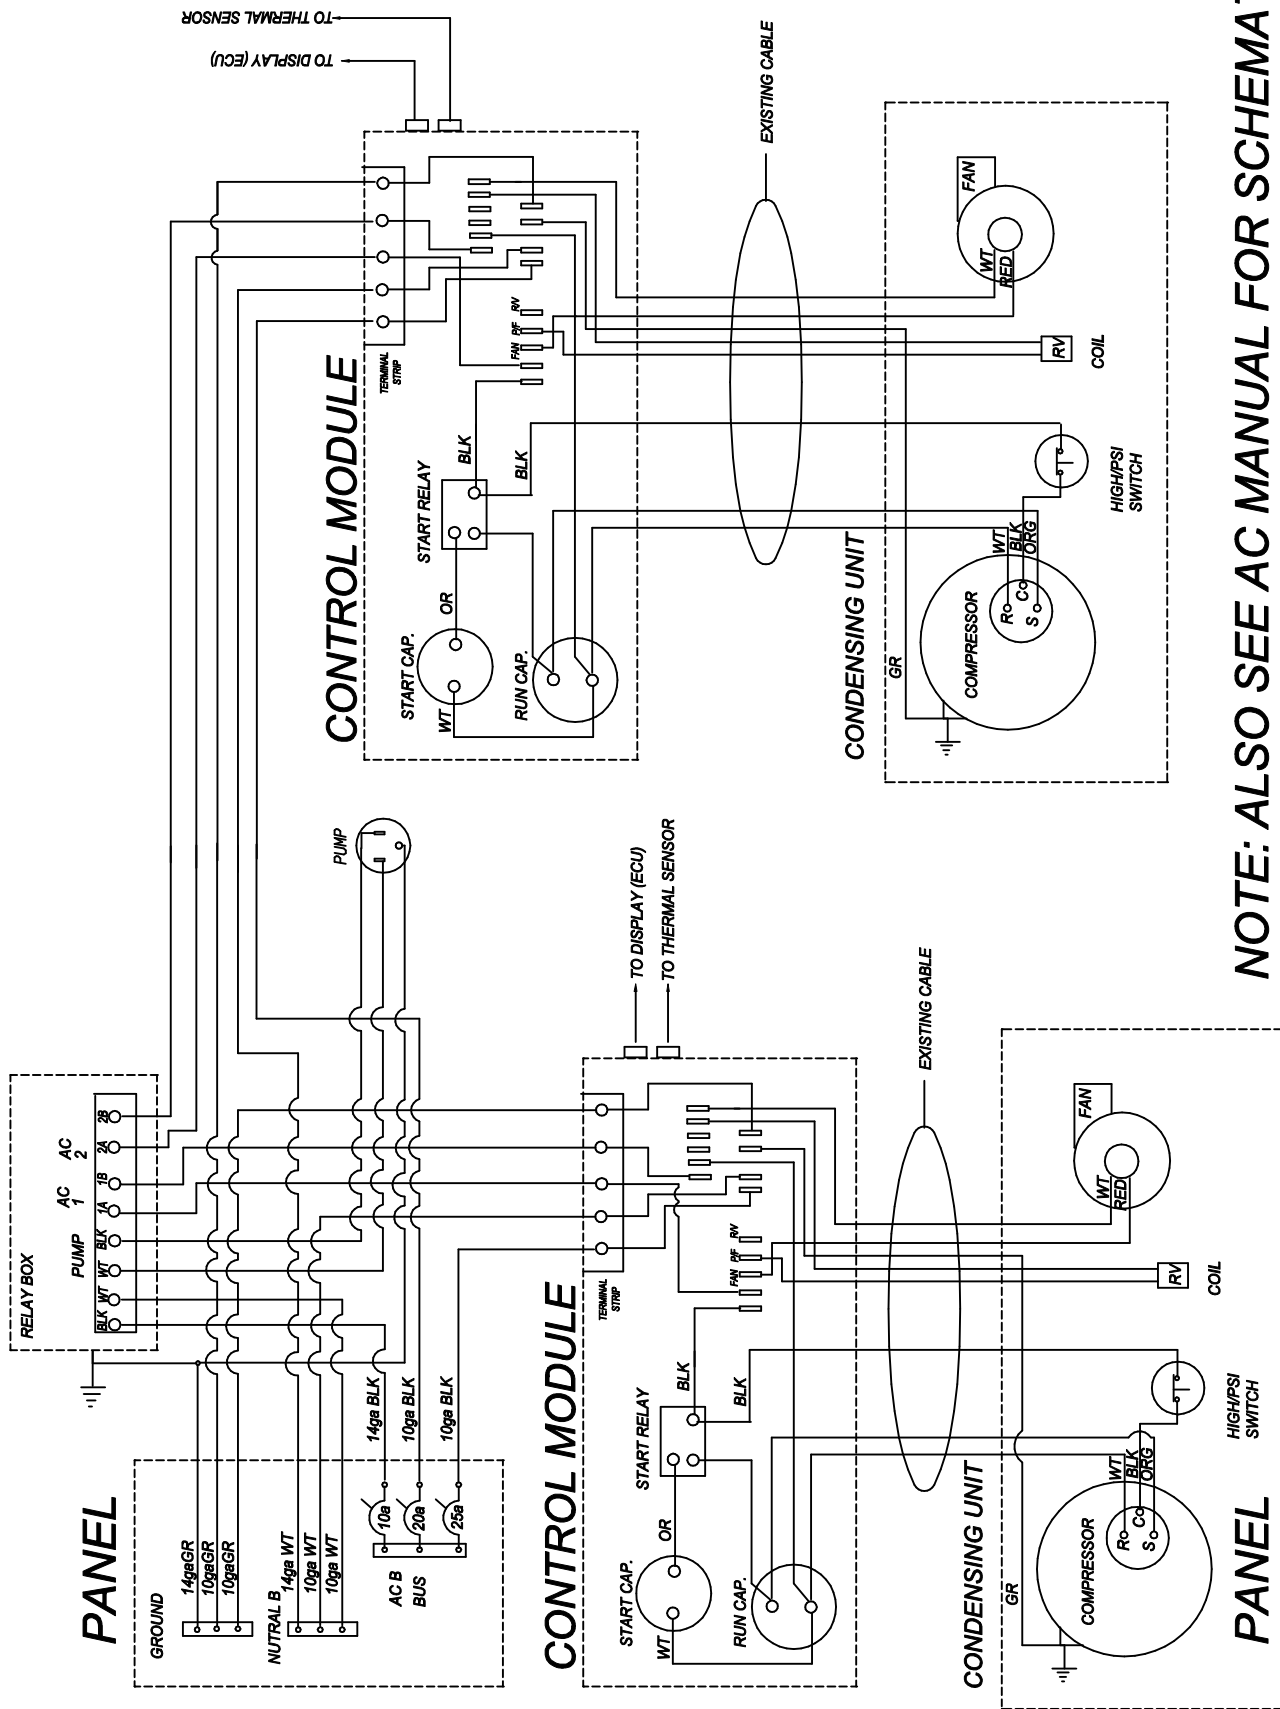 TO THERMAL SENSOR
TO DISPLAY (ECU)
CONTROL MODULE
TERMINAL
STRIP
FAN
P/F
R/V
BLK
BLK
START RELAY
OR
START CAP.
WT
RUN CAP.
EXISTING CABLE
CONDENSING UNIT
FAN
WT
RED
RV
COIL
HIGH/PSI
SWITCH
WT
BLK
ORG
COMPRESSOR
R
C
S
GR
PUMP
RELAY BOX
PUMP
AC
1
AC
2
BLK
WT
WT
BLK
1A
1B
2A
2B
PANEL
GROUND
14gaGR
10gaGR
10gaGR
NUTRAL B
14ga WT
10ga WT
10ga WT
AC B
BUS
10a
20a
25a
14ga BLK
10ga BLK
10ga BLK
CONTROL MODULE
TERMINAL
STRIP
FAN
P/F
R/V
BLK
BLK
START RELAY
OR
START CAP.
WT
RUN CAP.
TO DISPLAY (ECU)
TO THERMAL SENSOR
EXISTING CABLE
CONDENSING UNIT
FAN
WT
RED
RV
COIL
HIGH/PSI
SWITCH
WT
BLK
ORG
COMPRESSOR
R
C
S
GR
PANEL
NOTE: ALSO SEE AC MANUAL FOR SCHEMAT